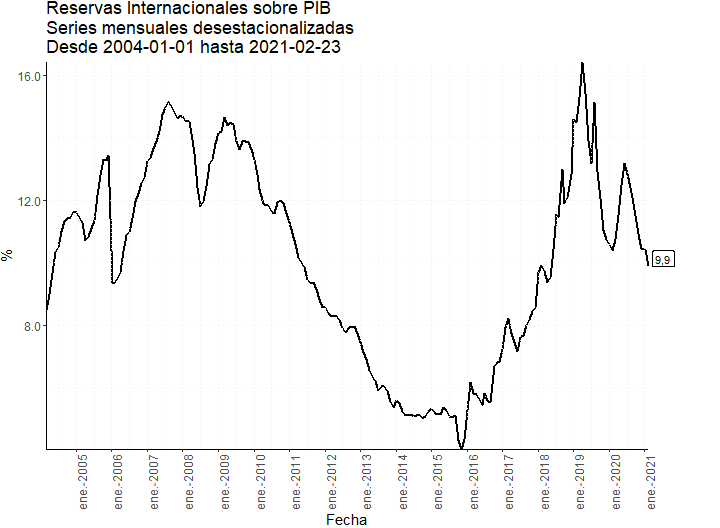 Reservas Internacionales sobre PIB
Series mensuales desestacionalizadas
Desde 2004-01-01 hasta 2021-02-23
16.0
12.0
8.0
%
9,9
ene.-2005
ene.-2006
ene.-2007
ene.-2008
ene.-2009
ene.-2010
ene.-2011
ene.-2012
ene.-2013
ene.-2014
ene.-2015
ene.-2016
ene.-2017
ene.-2018
ene.-2019
ene.-2020
ene.-2021
Fecha